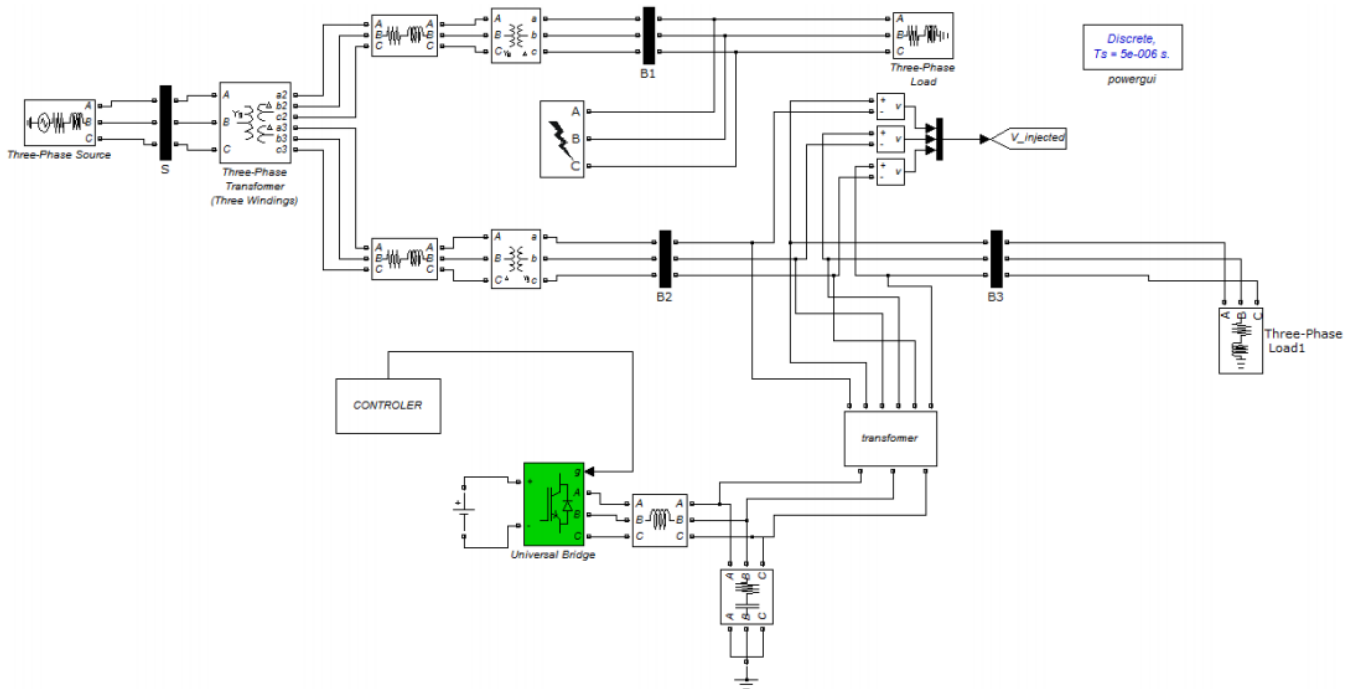 A
B
C
A
B
C
A
B
C
a
b
c
B1
A
B
C
Three-Phase
Load
Discrete,
Ts = 5e-006 s.
powergui
A
B
C
Three-Phase Source
S
A
B
C
a2
b2
c2
a3
b3
c3
Three-Phase
Transformer
(Three Windings)
A
B
C
+
-
v
+
-
v
+
-
v
V_injected
A
B
C
A
B
C
A
B
C
a
b
c
B2
B3
A
B
C
Three-Phase
Load1
CONTROLER
transformer
g
+
-
A
B
C
Universal Bridge
+
A
B
C
A
B
C
A
B
C
A
B
C